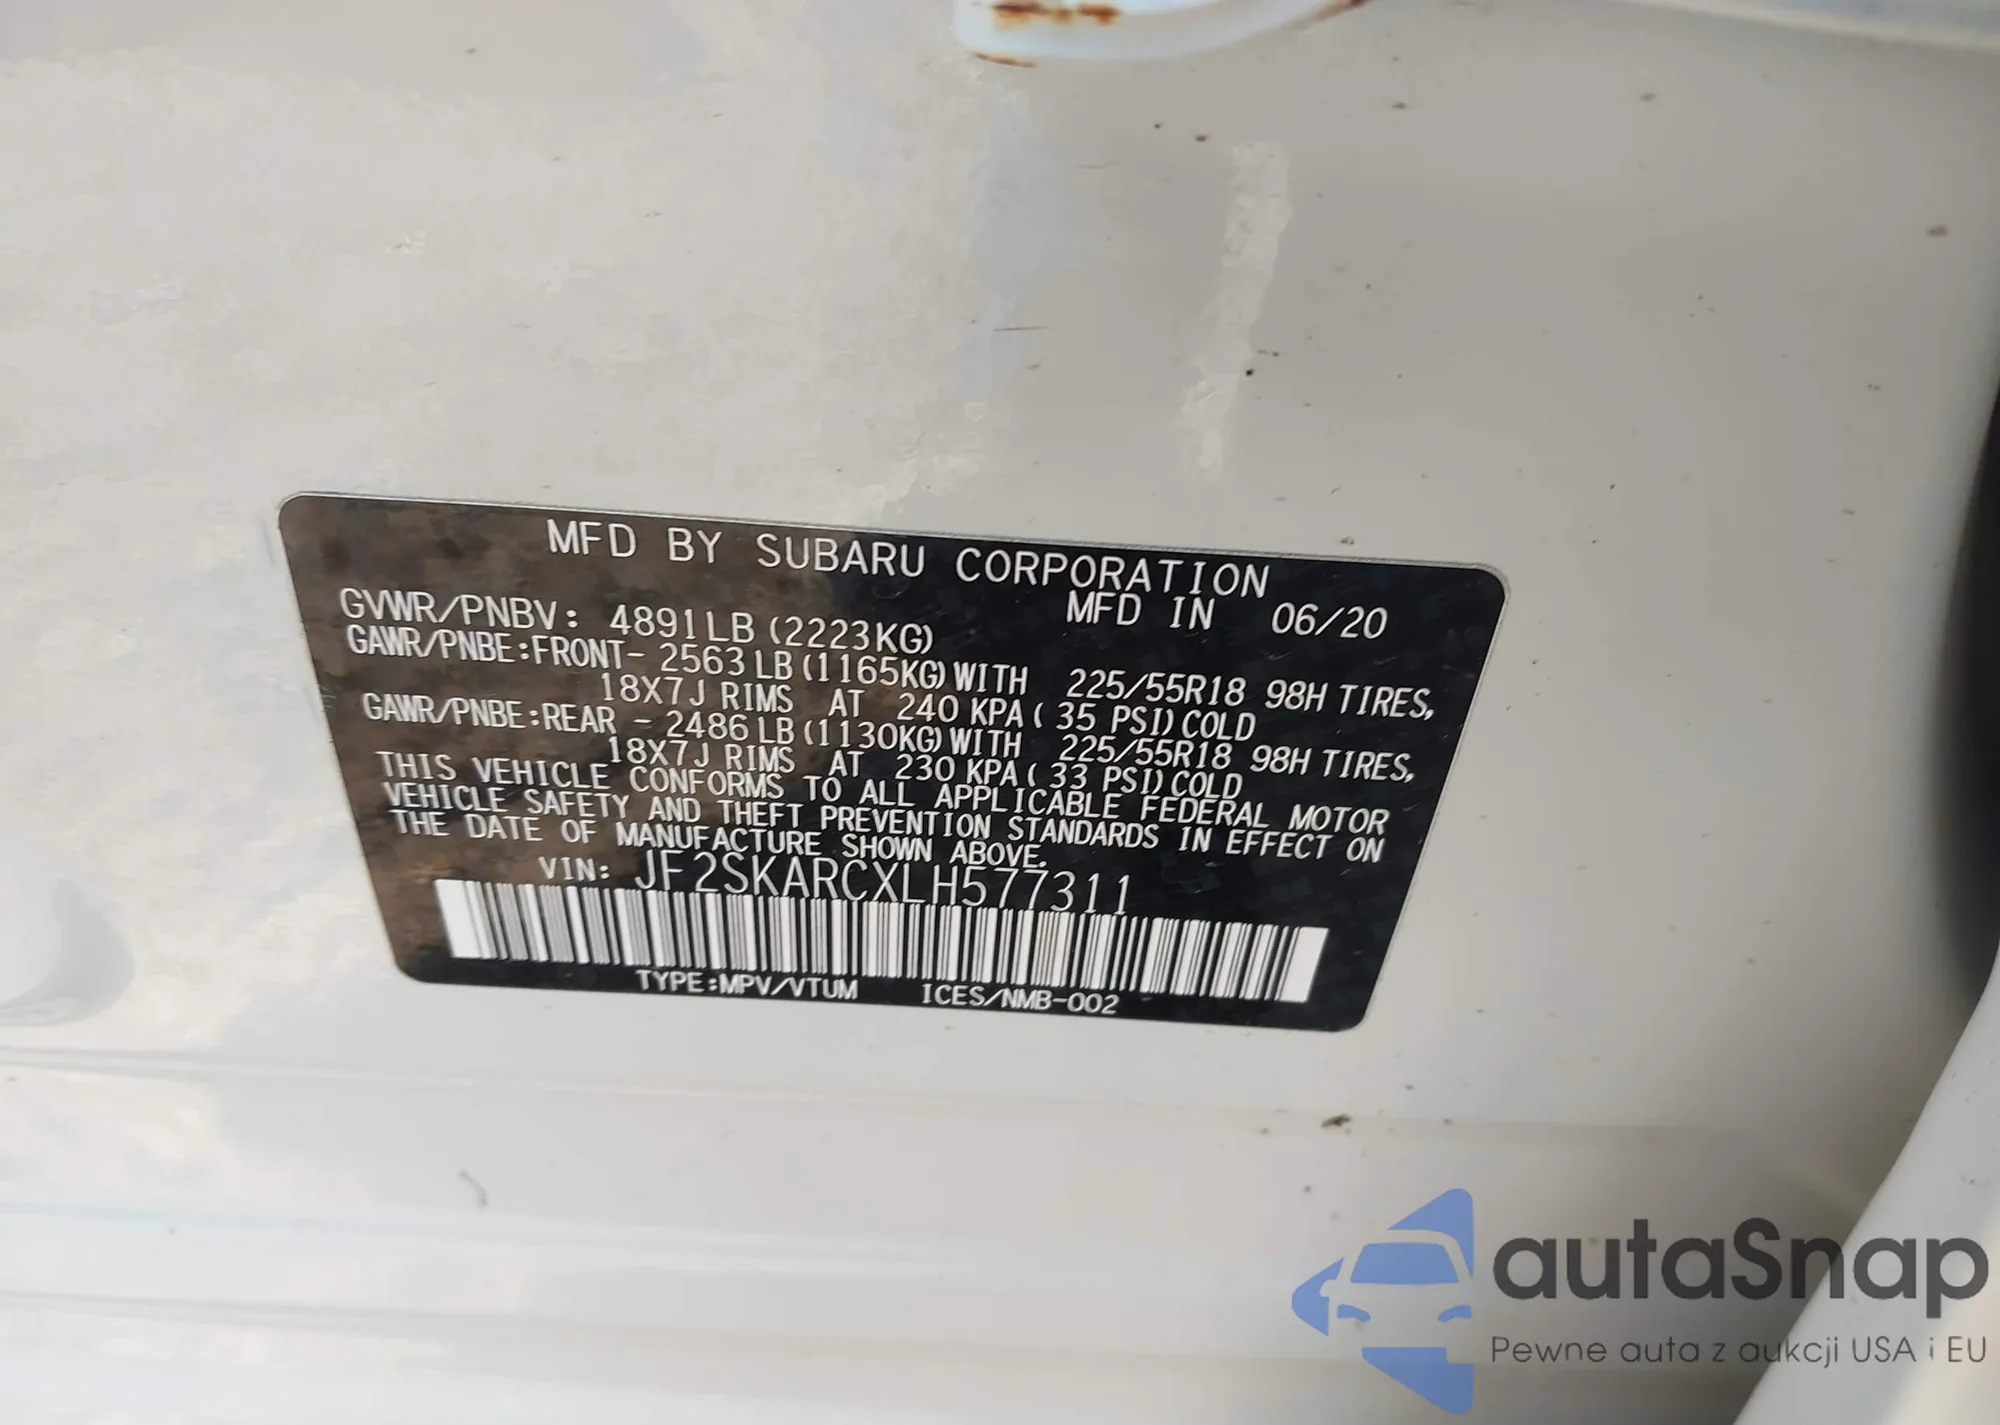 MFD BY SUBARU CORPORATION
MFD IN 06/20
GVWR/PNBV: 4891LB (2223KG)
GAWR/PNBE:FRONT- 2563LB (1165KG) WITH 225/55R18 98H TIRES,
18X7J RIMS AT 240 KPA ( 35 PSI) COLD
GAWR/PNBE:REAR - 2486LB (1130KG) WITH 225/55R18 98H TIRES,
18X7J RIMS AT 230 KPA ( 33 PSI) COLD
THIS VEHICLE CONFORMS TO ALL APPLICABLE FEDERAL MOTOR
VEHICLE SAFETY AND THEFT PREVENTION STANDARDS IN EFFECT ON
THE DATE OF MANUFACTURE SHOWN ABOVE.
VIN: JF2SKARCXLH577311
TYPE:MPV/VTUM ICES/NMB-002
autaSnap
Pewne auta z aukcji USA i EU